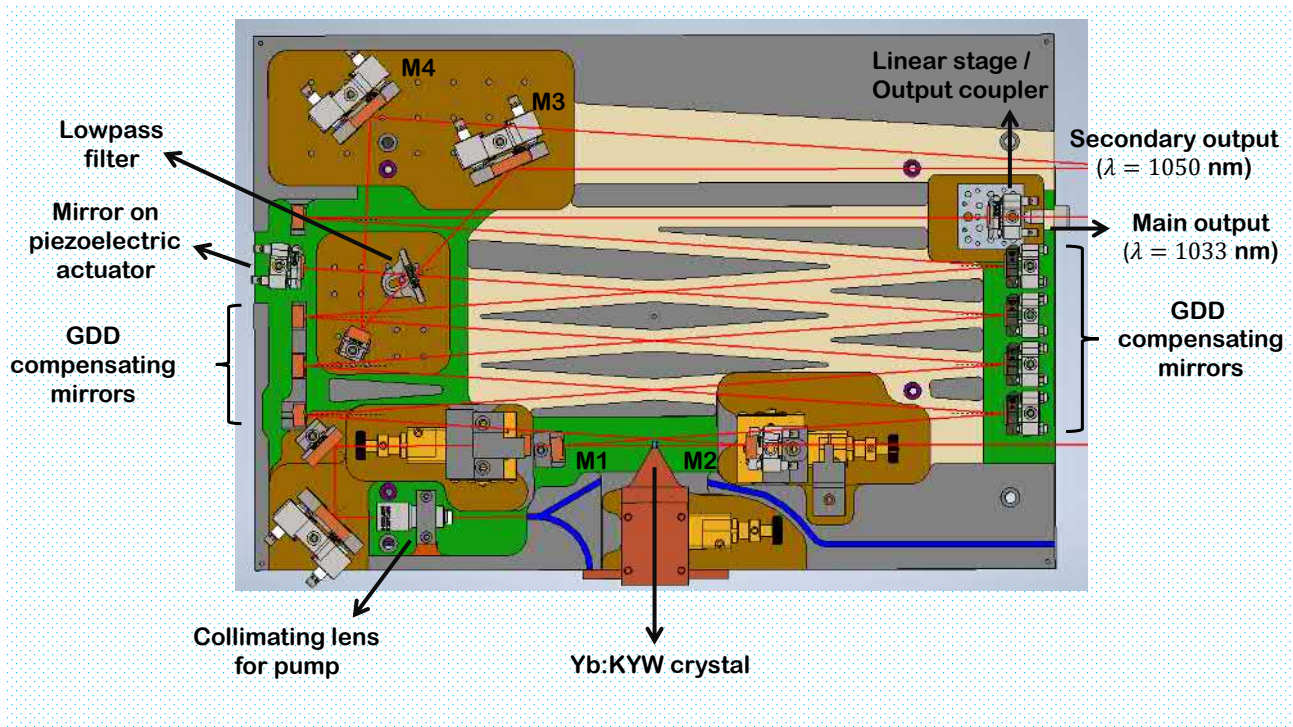 M4
M3
Linear stage /
Output coupler
Lowpass
filter
Secondary output
(λ = 1050 nm)
Mirror on
piezoelectric
actuator
Main output
(λ = 1033 nm)
GDD
compensating
mirrors
GDD
compensating
mirrors
M1
M2
Collimating lens
for pump
Yb:KYW crystal